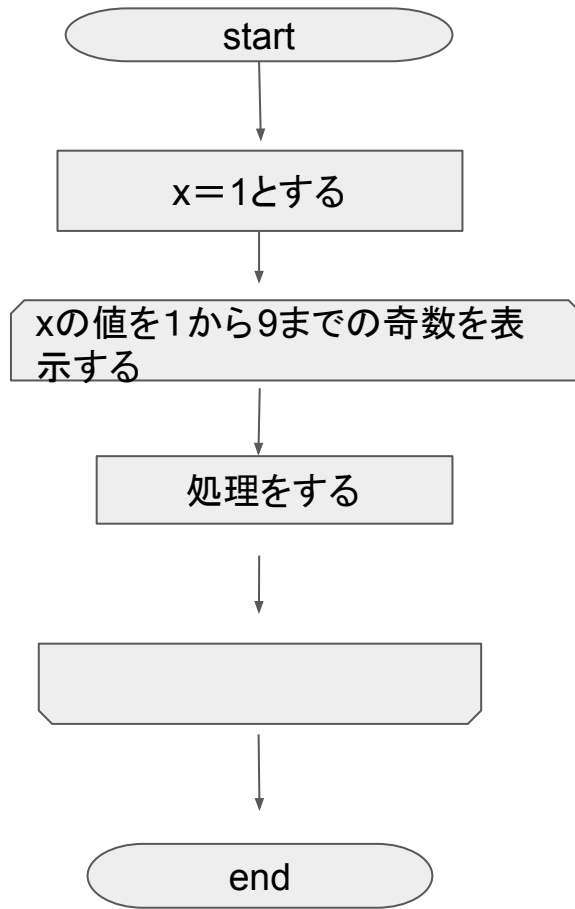 start
x＝1とする
xの値を１から9までの奇数を表
示する
処理をする
end